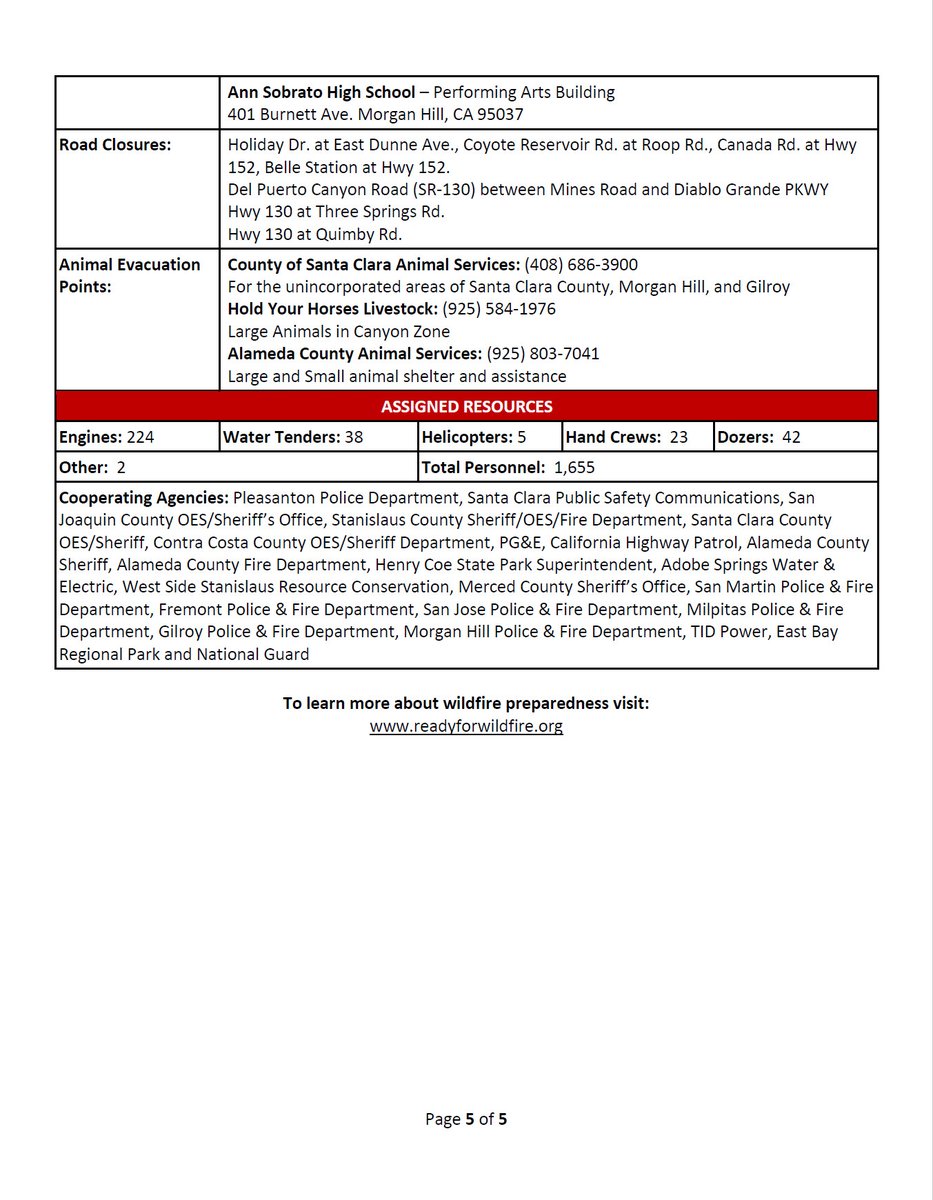 Ann Sobrato High School – Performing Arts Building
401 Burnett Ave. Morgan Hill, CA 95037
Road Closures:
Holiday Dr. at East Dunne Ave., Coyote Reservoir Rd. at Roop Rd., Canada Rd. at Hwy
152, Belle Station at Hwy 152.
Del Puerto Canyon Road (SR-130) between Mines Road and Diablo Grande PKWY
Hwy 130 at Three Springs Rd.
Hwy 130 at Quimby Rd.
Animal Evacuation
Points:
County of Santa Clara Animal Services: (408) 686-3900
For the unincorporated areas of Santa Clara County, Morgan Hill, and Gilroy
Hold Your Horses Livestock: (925) 584-1976
Large Animals in Canyon Zone
Alameda County Animal Services: (925) 803-7041
Large and Small animal shelter and assistance
ASSIGNED RESOURCES
Engines: 224 Water Tenders: 38 Helicopters: 5 Hand Crews: 23 Dozers: 42
Other: 2 Total Personnel: 1,655
Cooperating Agencies: Pleasanton Police Department, Santa Clara Public Safety Communications, San
Joaquin County OES/Sheriff's Office, Stanislaus County Sheriff/OES/Fire Department, Santa Clara County
OES/Sheriff, Contra Costa County OES/Sheriff Department, PG&E, California Highway Patrol, Alameda County
Sheriff, Alameda County Fire Department, Henry Coe State Park Superintendent, Adobe Springs Water &
Electric, West Side Stanislaus Resource Conservation, Merced County Sheriff's Office, San Martin Police & Fire
Department, Fremont Police & Fire Department, San Jose Police & Fire Department, Milpitas Police & Fire
Department, Gilroy Police & Fire Department, Morgan Hill Police & Fire Department, TID Power, East Bay
Regional Park and National Guard
To learn more about wildfire preparedness visit:
www.readyforwildfire.org
Page 5 of 5